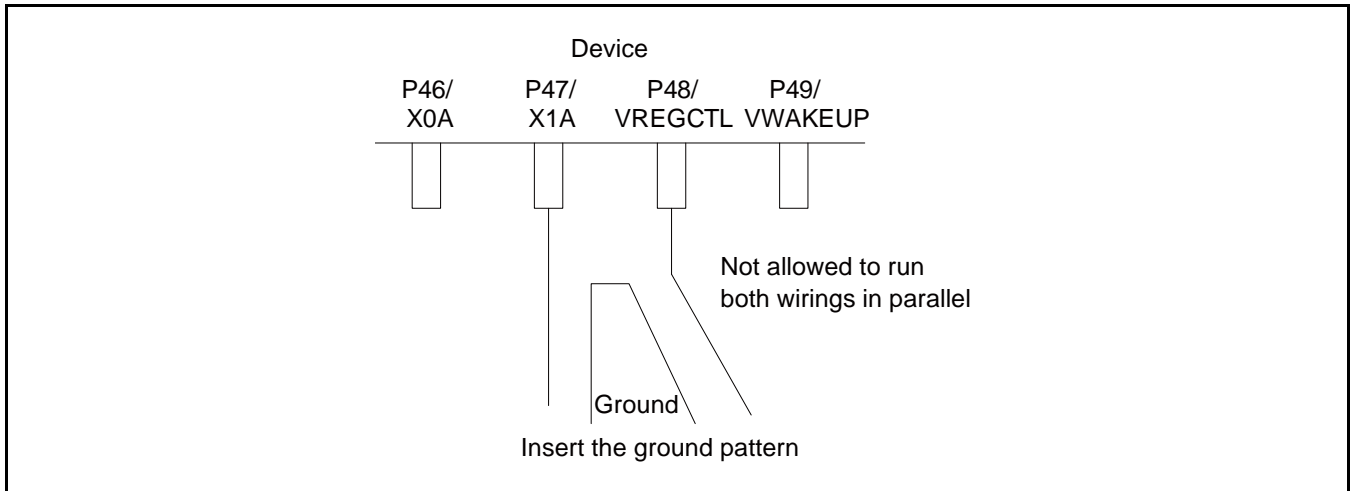 Device
P46/ P47/ P48/ P49/
X0A X1A VREGCTL VWAKEUP
Not allowed to run
both wirings in parallel
Ground
Insert the ground pattern